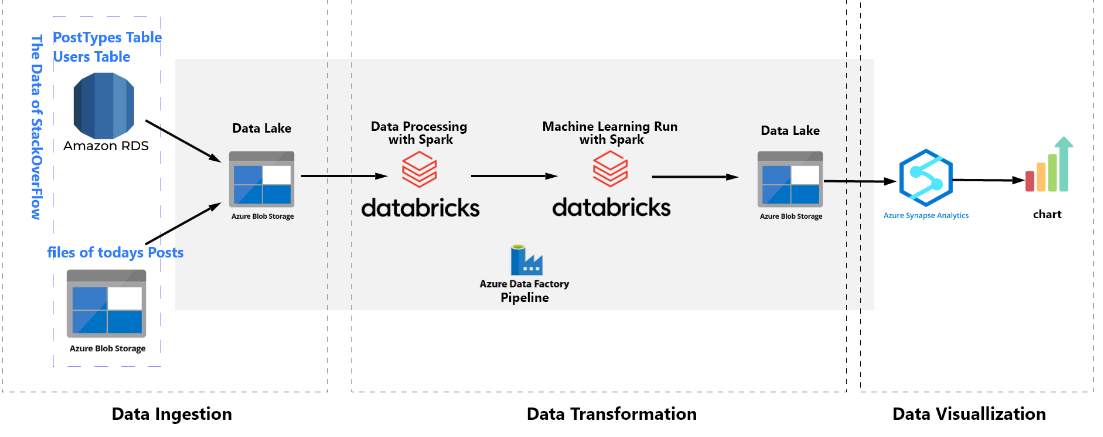 The Data of StackOverFlow
PostTypes Table
Users Table
Amazon RDS
files of todays Posts
Azure Blob Storage
Data Lake
Azure Blob Storage
Data Processing
with Spark
databricks
Machine Learning Run
with Spark
databricks
Azure Data Factory
Pipeline
Data Lake
Azure Blob Storage
Azure Synapse Analytics
chart
Data Ingestion
Data Transformation
Data Visuallization